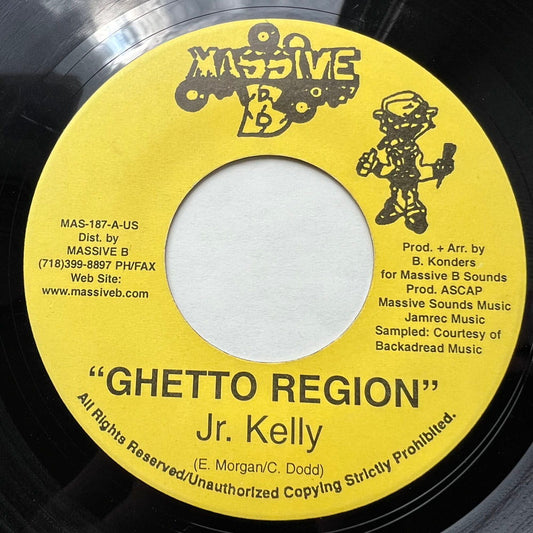 MASSIVE
B
MAS-187-A-US
Dist. by
MASSIVE B
(718)399-8897 PH/FAX
Web Site:
www.massiveb.com
Prod. + Arr. by
B. Konders
for Massive B Sounds
Prod. ASCAP
Massive Sounds Music
Jamrec Music
Sampled: Courtesy of
Backadread Music
"GHETTO REGION"
Jr. Kelly
(E. Morgan/C. Dodd)
All Rights Reserved/Unauthorized Copying Strictly Prohibited.